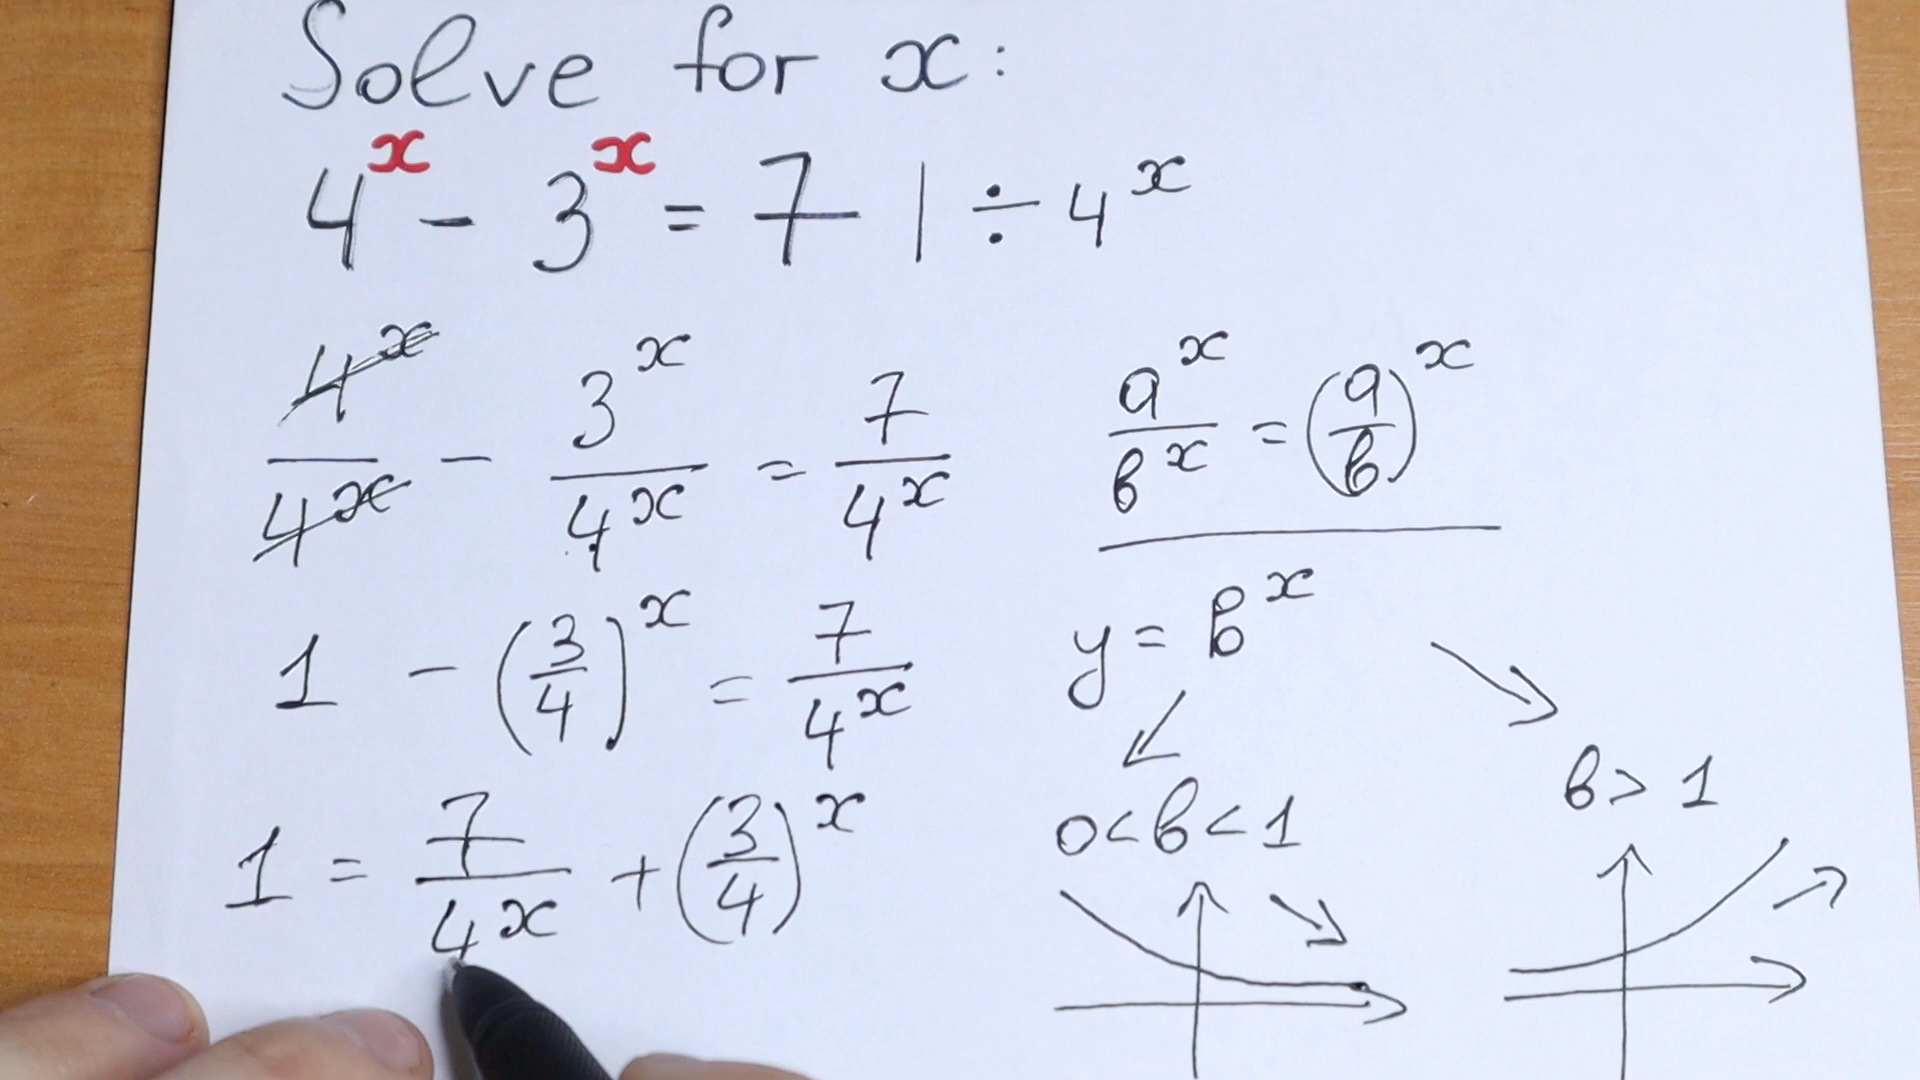 Solve for x:
4^x - 3^x = 7 | ÷ 4^x
4^x/4^x - 3^x/4^x = 7/4^x
1 - (3/4)^x = 7/4^x
1 = 7/4^x + (3/4)^x
a^x/b^x = (a/b)^x
y = b^x
0<b<1
b>1